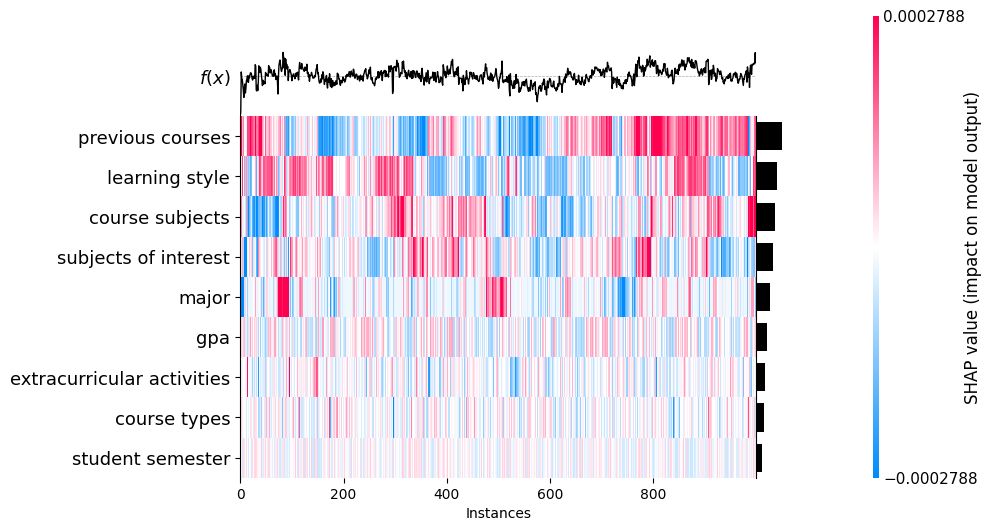 0.0002788
f(x)
previous courses
learning style
course subjects
subjects of interest
major
gpa
extracurricular activities
course types
student semester
0 200 400 600 800
Instances
−0.0002788
SHAP value (impact on model output)